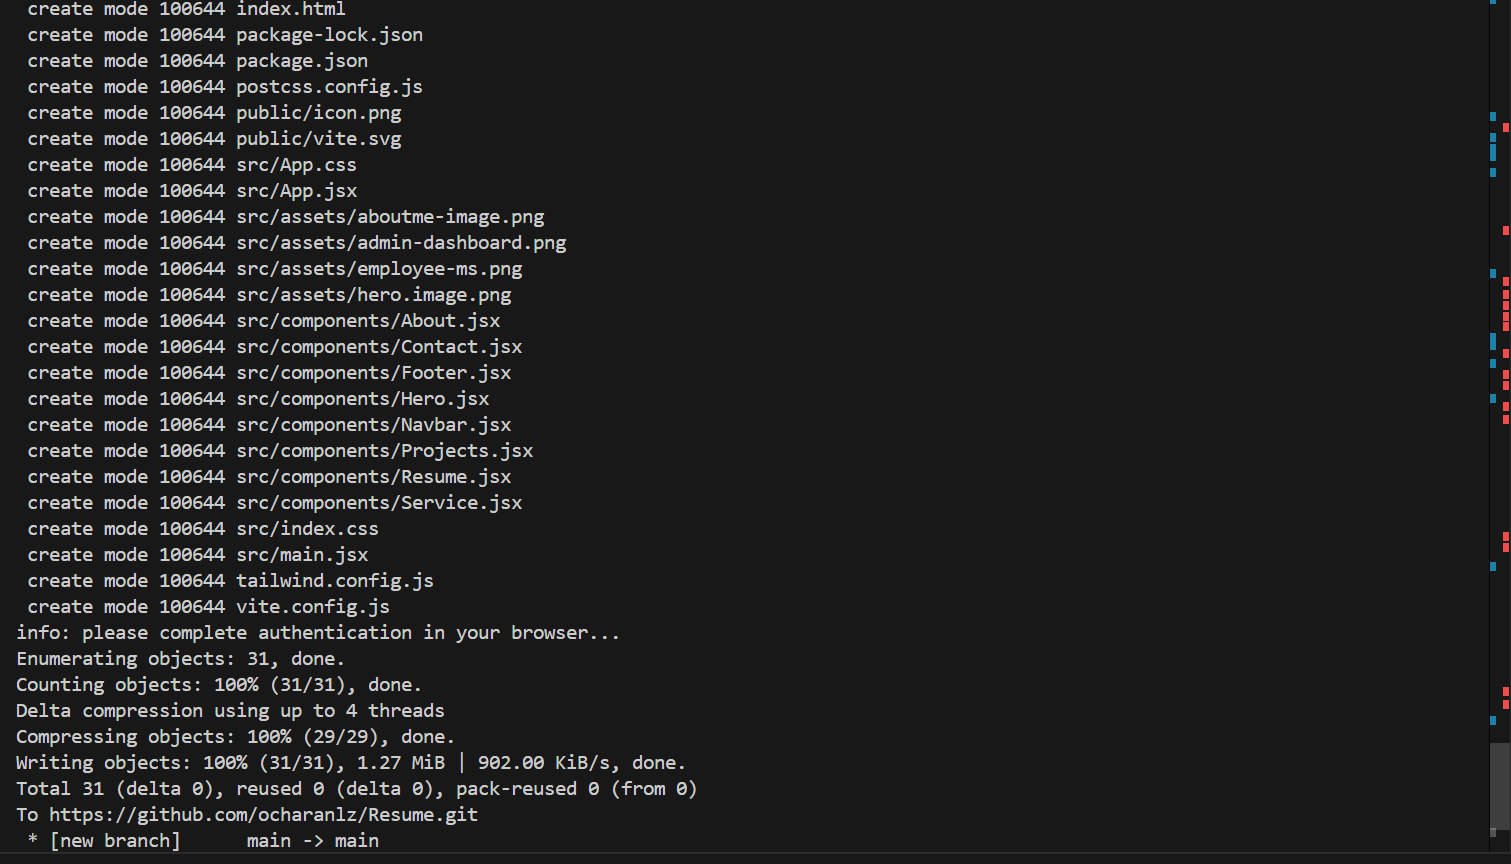 create mode 100644 index.html
create mode 100644 package-lock.json
create mode 100644 package.json
create mode 100644 postcss.config.js
create mode 100644 public/icon.png
create mode 100644 public/vite.svg
create mode 100644 src/App.css
create mode 100644 src/App.jsx
create mode 100644 src/assets/aboutme-image.png
create mode 100644 src/assets/admin-dashboard.png
create mode 100644 src/assets/employee-ms.png
create mode 100644 src/assets/hero.image.png
create mode 100644 src/components/About.jsx
create mode 100644 src/components/Contact.jsx
create mode 100644 src/components/Footer.jsx
create mode 100644 src/components/Hero.jsx
create mode 100644 src/components/Navbar.jsx
create mode 100644 src/components/Projects.jsx
create mode 100644 src/components/Resume.jsx
create mode 100644 src/components/Service.jsx
create mode 100644 src/index.css
create mode 100644 src/main.jsx
create mode 100644 tailwind.config.js
create mode 100644 vite.config.js
info: please complete authentication in your browser...
Enumerating objects: 31, done.
Counting objects: 100% (31/31), done.
Delta compression using up to 4 threads
Compressing objects: 100% (29/29), done.
Writing objects: 100% (31/31), 1.27 MiB | 902.00 KiB/s, done.
Total 31 (delta 0), reused 0 (delta 0), pack-reused 0 (from 0)
To https://github.com/ocharanlz/Resume.git
* [new branch]      main -> main